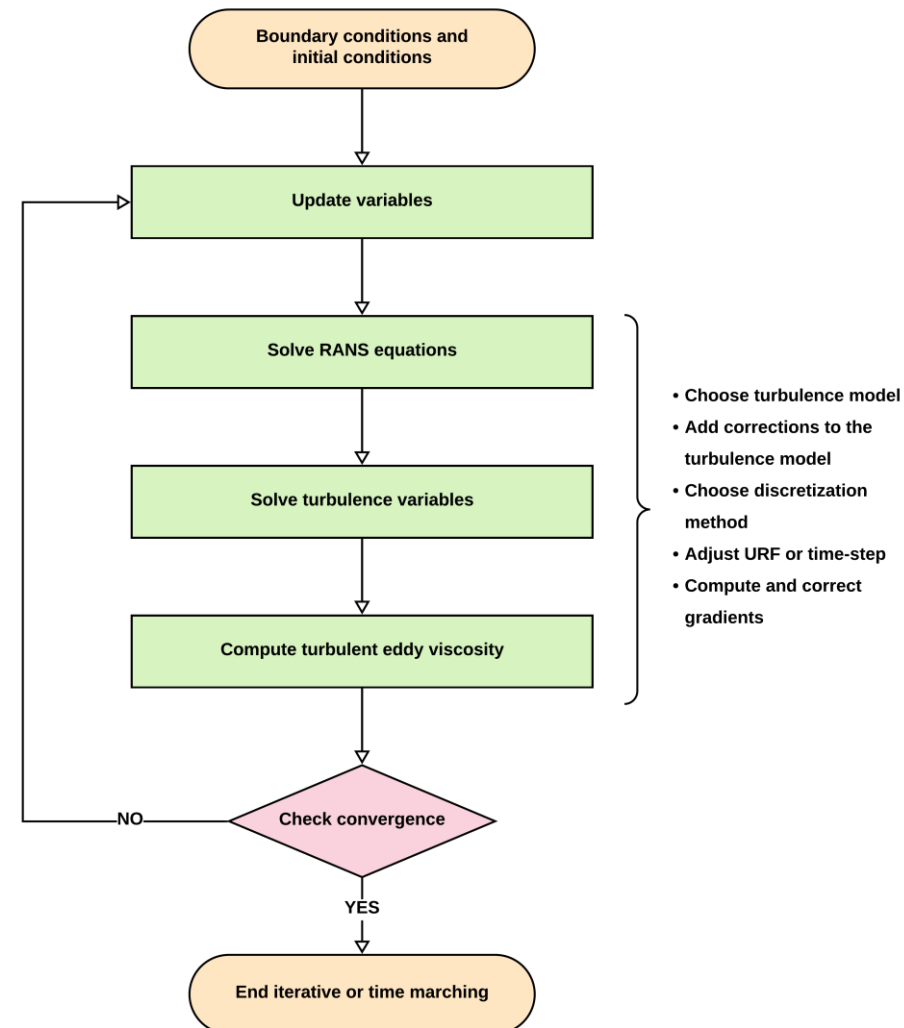 Boundary conditions and
initial conditions
Update variables
Solve RANS equations
Solve turbulence variables
Compute turbulent eddy viscosity
• Choose turbulence model
• Add corrections to the
turbulence model
• Choose discretization
method
• Adjust URF or time-step
• Compute and correct
gradients
Check convergence
NO
YES
End iterative or time marching